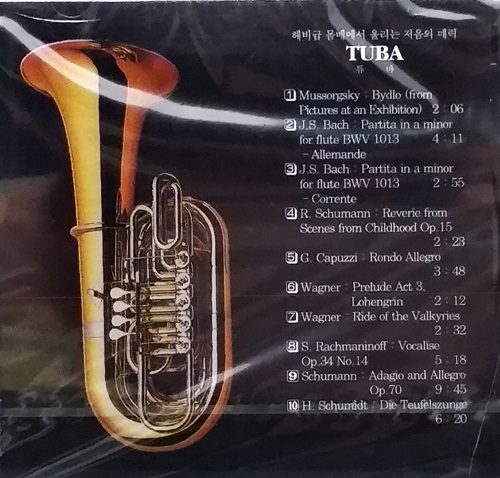 헤비급 몸매에서 울리는 저음의 매력
TUBA
튜 바
1 Mussorgsky : Bydlo (from
Pictures at an Exhibition) 2 : 06
2 J.S. Bach : Partita in a minor
for flute BWV 1013 4 : 11
- Allemande
3 J.S. Bach : Partita in a minor
for flute BWV 1013 2 : 55
- Corrente
4 R. Schumann : Reverie from
Scenes from Childhood Op.15
2 : 23
5 G. Capuzzi : Rondo Allegro
3 : 48
6 Wagner : Prelude Act 3,
Lohengrin 2 : 12
7 Wagner : Ride of the Valkyries
2 : 32
8 S. Rachmaninoff : Vocalise
Op.34 No.14 5 : 18
9 Schumann : Adagio and Allegro
Op.70 9 : 45
10 H. Schumidt : Die Teufelszunge
6 : 20